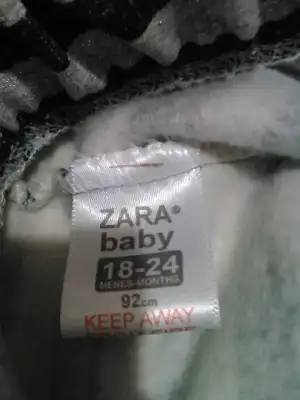 ZARA®
baby
18-24
MESES-MONTHS
92cm
KEEP AWAY